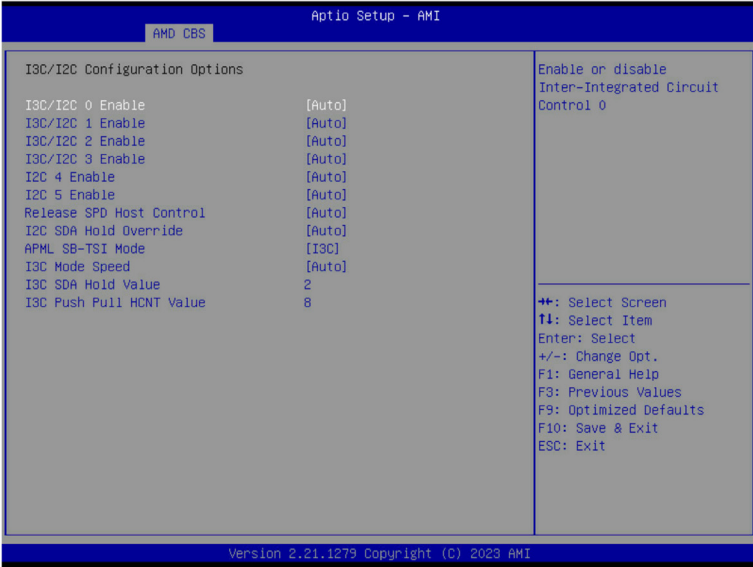 Aptio Setup - AMI
AMD CBS
I3C/I2C Configuration Options
I3C/I2C 0 Enable [Auto]
I3C/I2C 1 Enable [Auto]
I3C/I2C 2 Enable [Auto]
I3C/I2C 3 Enable [Auto]
I2C 4 Enable [Auto]
I2C 5 Enable [Auto]
Release SPD Host Control [Auto]
I2C SDA Hold Override [Auto]
APML SB-TSI Mode [I3C]
I3C Mode Speed [Auto]
I3C SDA Hold Value 2
I3C Push Pull HCNT Value 8
Enable or disable
Inter-Integrated Circuit
Control 0
→←: Select Screen
↑↓: Select Item
Enter: Select
+/-: Change Opt.
F1: General Help
F3: Previous Values
F9: Optimized Defaults
F10: Save & Exit
ESC: Exit
Version 2.21.1279 Copyright (C) 2023 AMI